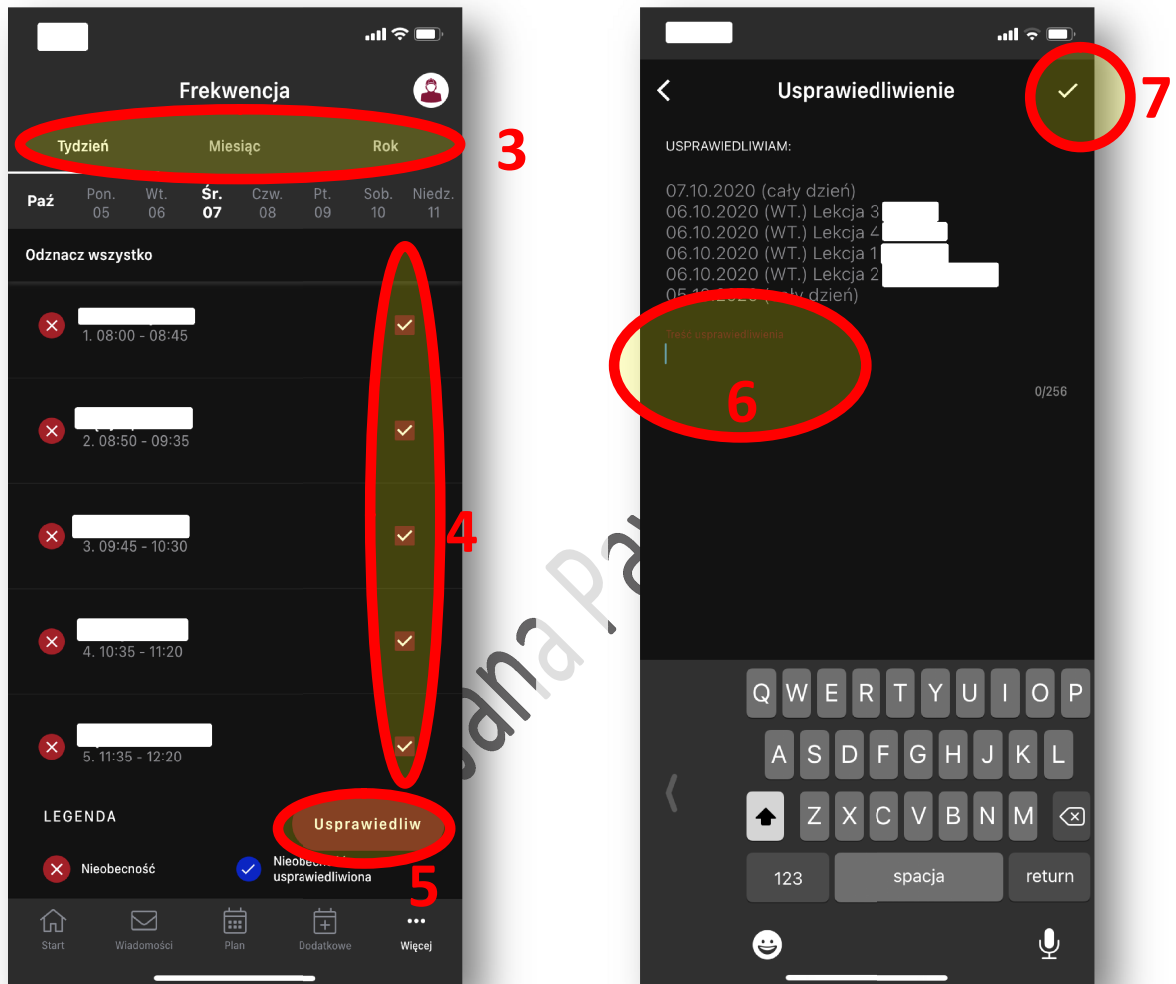 Frekwencja
Tydzień Miesiąc Rok
3
Paź Pon. 05 Wt. 06 Śr. 07 Czw. 08 Pt. 09 Sob. 10 Niedz. 11
Odznacz wszystko
1. 08:00 - 08:45
2. 08:50 - 09:35
3. 09:45 - 10:30
4
4. 10:35 - 11:20
5. 11:35 - 12:20
LEGENDA
Usprawiedliw
Nieobecność
usprawiedliwiona
5
Start Wiadomości Plan Dodatkowe Więcej
Usprawiedliwienie
7
USPRAWIEDLIWIAM:
07.10.2020 (cały dzień)
06.10.2020 (WT.) Lekcja 3
06.10.2020 (WT.) Lekcja 4
06.10.2020 (WT.) Lekcja 1
06.10.2020 (WT.) Lekcja 2
05.10.2020 (cały dzień)
Treść usprawiedliwienia
6
0/256
Q W E R T Y U I O P
A S D F G H J K L
Z X C V B N M
123 spacja return
Jana